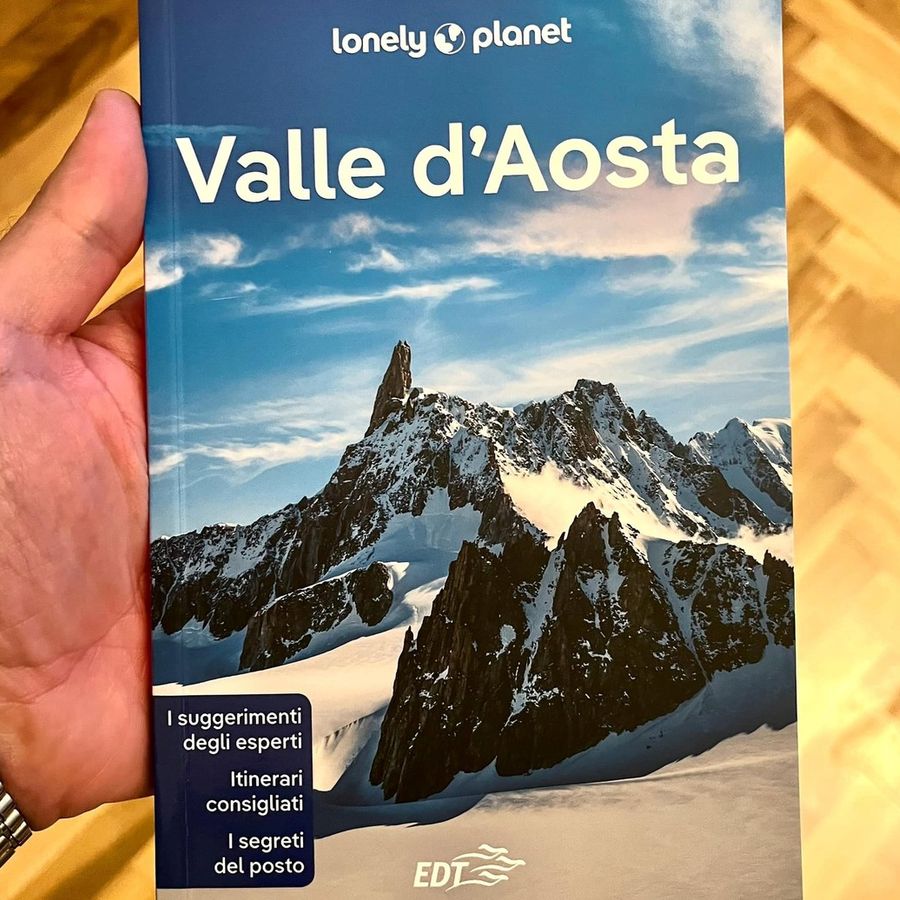 lonely planet
Valle d'Aosta
I suggerimenti
degli esperti
Itinerari
consigliati
I segreti
del posto
EDT